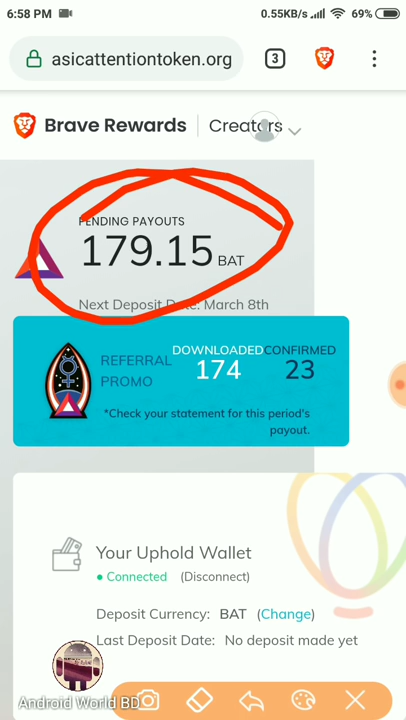 6:58 PM
0.55KB/s
69%
asicattentiontoken.org
3
Brave Rewards
Creators
PENDING PAYOUTS
179.15 BAT
Next Deposit Date: March 8th
REFERRAL PROMO
DOWNLOADED
174
CONFIRMED
23
*Check your statement for this period's
payout.
Your Uphold Wallet
Connected (Disconnect)
Deposit Currency: BAT (Change)
Last Deposit Date: No deposit made yet
Android World BD